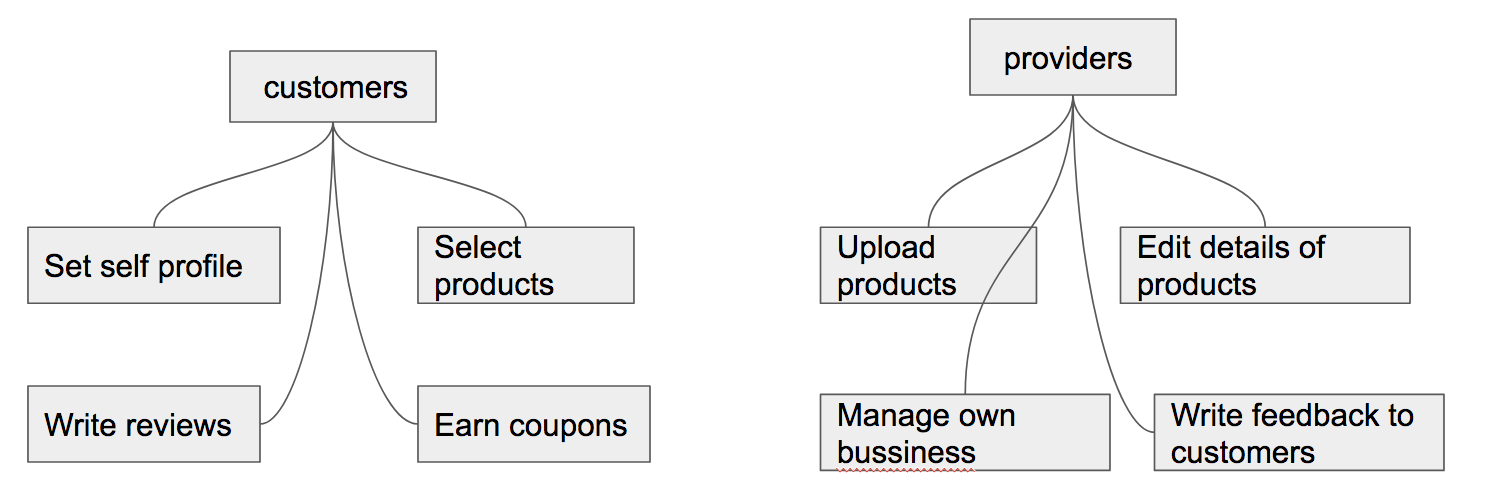 customers
Set self profile
Select
products
Write reviews
Earn coupons
providers
Upload
products
Edit details of
products
Manage own
bussiness
Write feedback to
customers